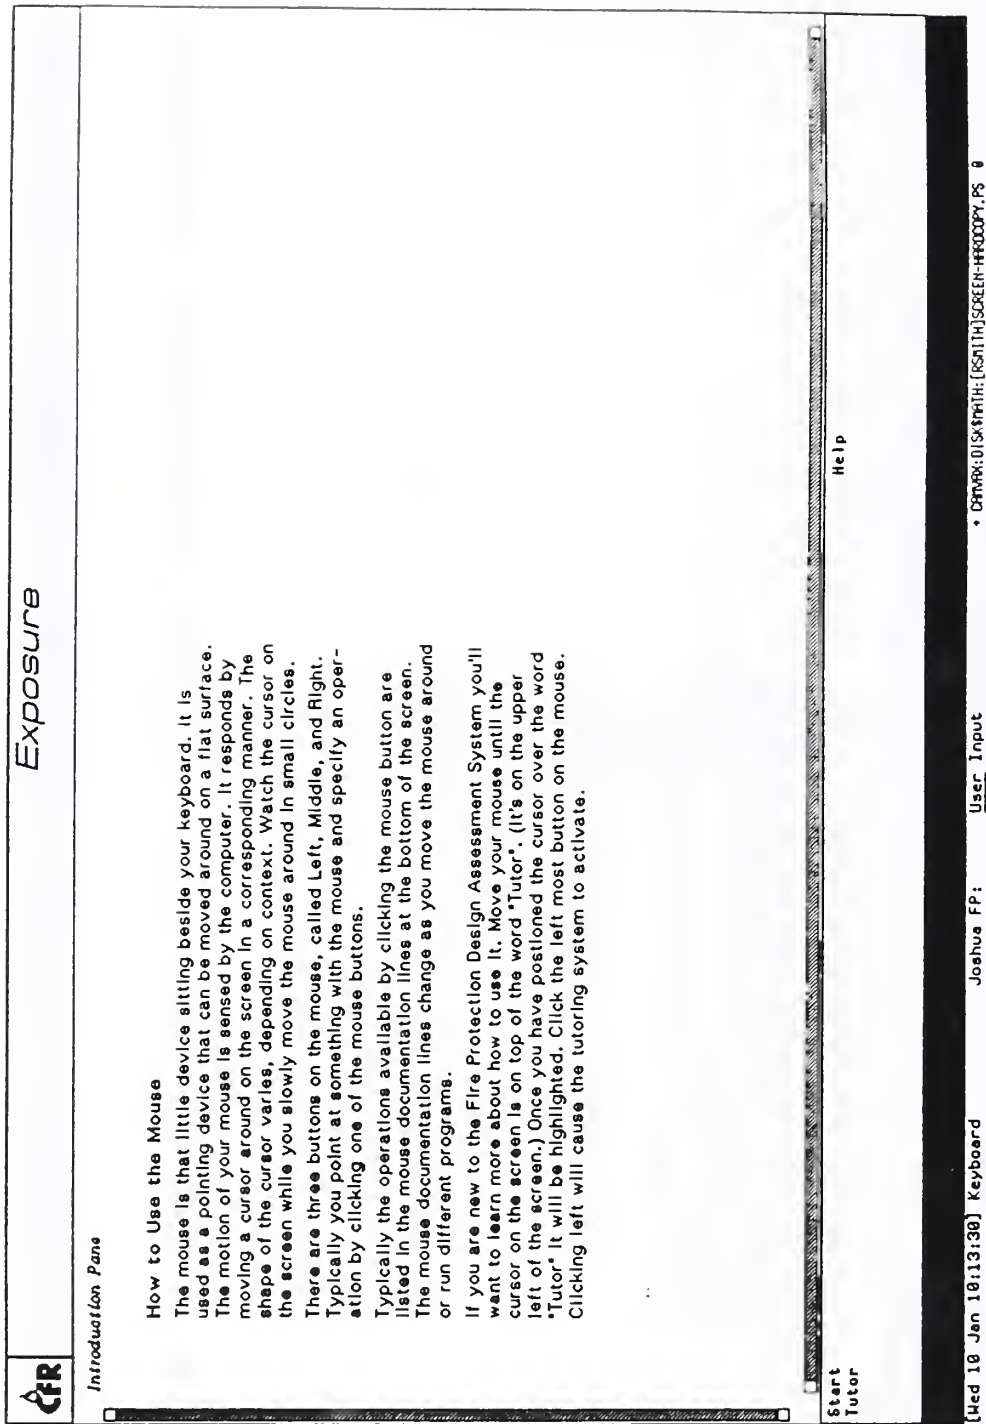 CFR
Exposure
Introduction Pane
How to Use the Mouse
The mouse is that little device sitting beside your keyboard. It is
used as a pointing device that can be moved around on a flat surface.
The motion of your mouse is sensed by the computer. It responds by
moving a cursor around on the screen in a corresponding manner. The
shape of the cursor varies, depending on context. Watch the cursor on
the screen while you slowly move the mouse around in small circles.
There are three buttons on the mouse, called Left, Middle, and Right.
Typically you point at something with the mouse and specify an oper-
ation by clicking one of the mouse buttons.
Typically the operations available by clicking the mouse button are
listed in the mouse documentation lines at the bottom of the screen.
The mouse documentation lines change as you move the mouse around
or run different programs.
If you are new to the Fire Protection Design Assessment System you'll
want to learn more about how to use it. Move your mouse until the
cursor on the screen is on top of the word "Tutor". (It's on the upper
left of the screen.) Once you have postioned the cursor over the word
"Tutor" it will be highlighted. Click the left most button on the mouse.
Clicking left will cause the tutoring system to activate.
Start Help
Tutor
[Wed 10 Jan 10:13:30] Keyboard Joshua FP: User Input + CAMVAX:DISK$MATH:[RSMITH]SCREEN-HARDCOPY.PS 0